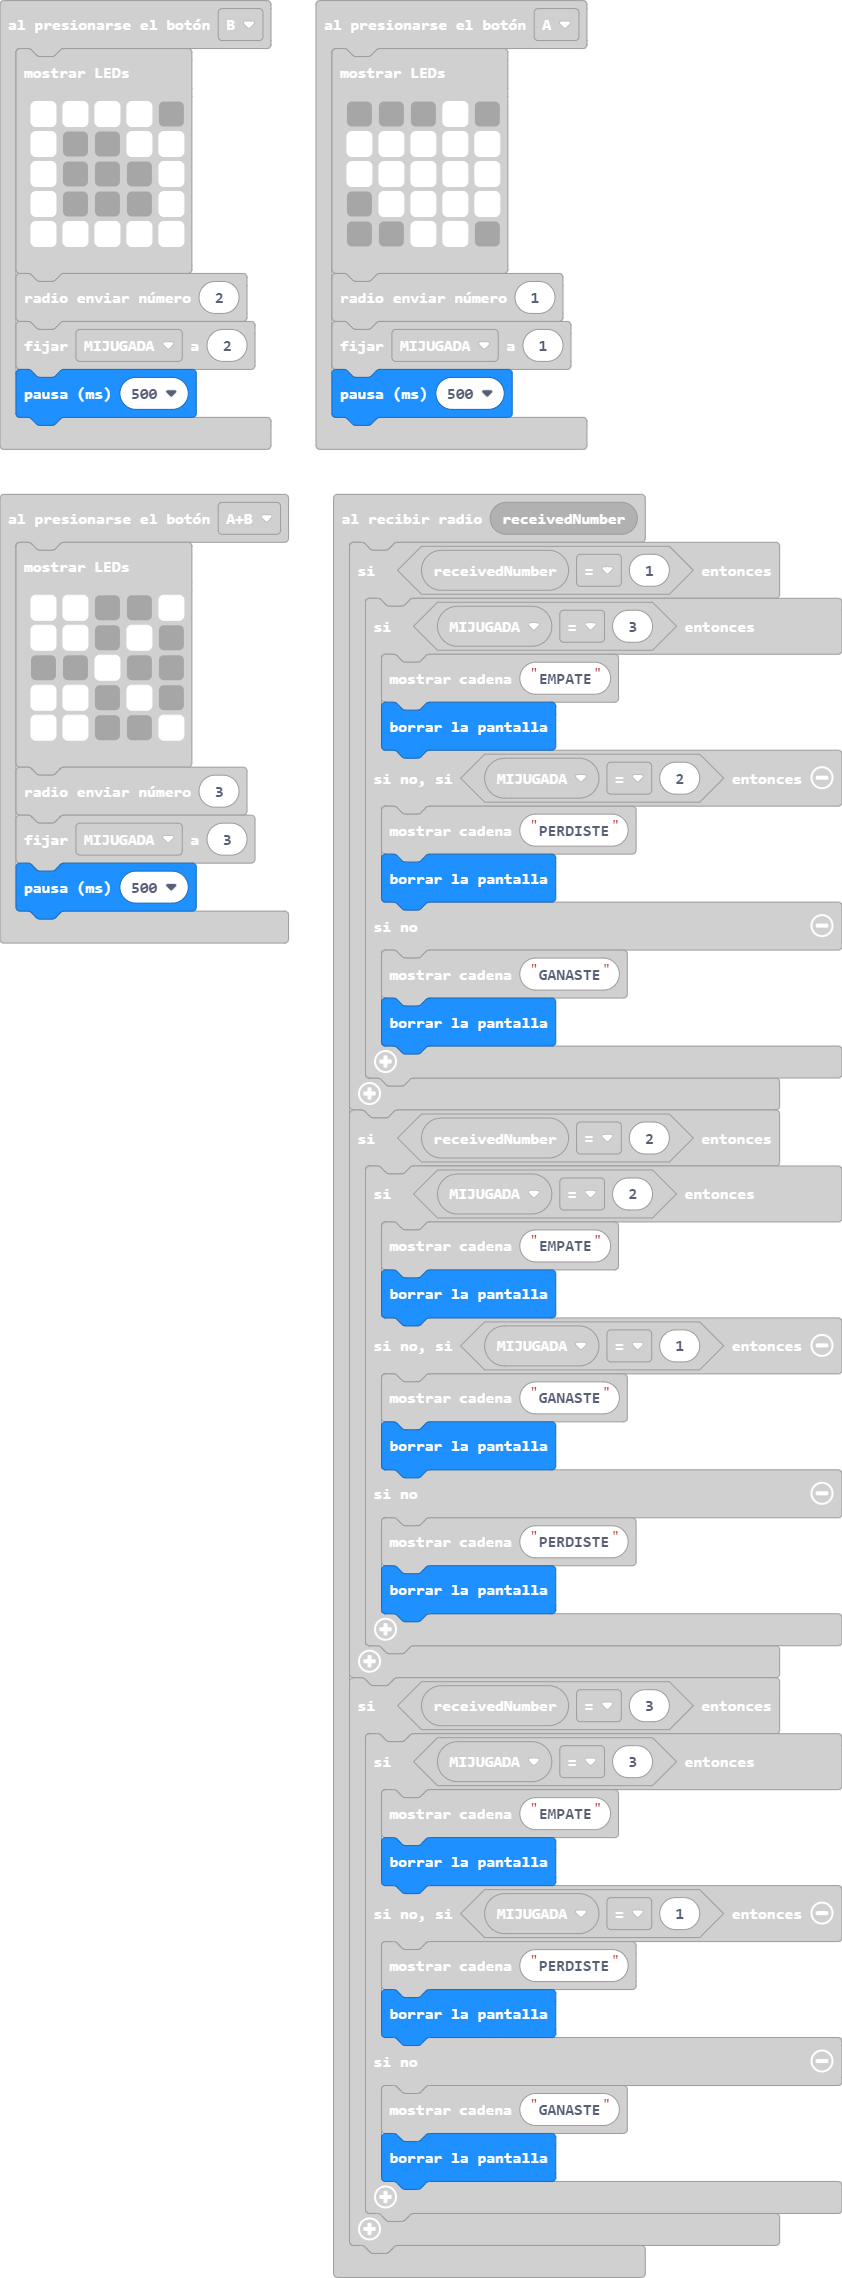 al presionarse el botón B
mostrar LEDs
radio enviar número 2
fijar MIJUGADA a 2
pausa (ms) 500
al presionarse el botón A
mostrar LEDs
radio enviar número 1
fijar MIJUGADA a 1
pausa (ms) 500
al presionarse el botón A+B
mostrar LEDs
radio enviar número 3
fijar MIJUGADA a 3
pausa (ms) 500
al recibir radio receivedNumber
si receivedNumber = 1 entonces
si MIJUGADA = 3 entonces
mostrar cadena "EMPATE"
borrar la pantalla
si no, si MIJUGADA = 2 entonces
mostrar cadena "PERDISTE"
borrar la pantalla
si no
mostrar cadena "GANASTE"
borrar la pantalla
si receivedNumber = 2 entonces
si MIJUGADA = 2 entonces
mostrar cadena "EMPATE"
borrar la pantalla
si no, si MIJUGADA = 1 entonces
mostrar cadena "GANASTE"
borrar la pantalla
si no
mostrar cadena "PERDISTE"
borrar la pantalla
si receivedNumber = 3 entonces
si MIJUGADA = 3 entonces
mostrar cadena "EMPATE"
borrar la pantalla
si no, si MIJUGADA = 1 entonces
mostrar cadena "PERDISTE"
borrar la pantalla
si no
mostrar cadena "GANASTE"
borrar la pantalla